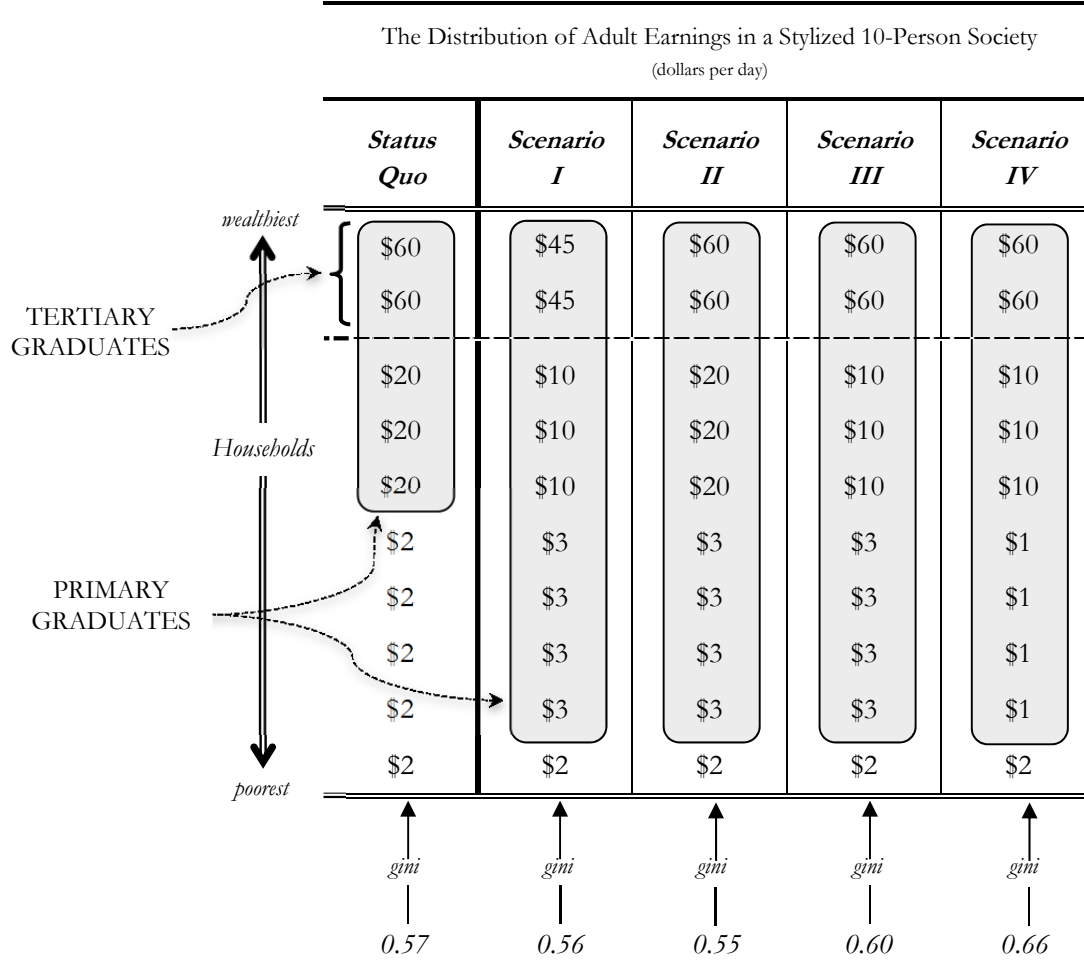 The Distribution of Adult Earnings in a Stylized 10-Person Society
(dollars per day)
Status Quo Scenario I Scenario II Scenario III Scenario IV
wealthiest
$60 $45 $60 $60 $60
$60 $45 $60 $60 $60
TERTIARY
GRADUATES
$20 $10 $20 $10 $10
$20 $10 $20 $10 $10
Households
$20 $10 $20 $10 $10
$2 $3 $3 $3 $1
PRIMARY
GRADUATES
$2 $3 $3 $3 $1
$2 $3 $3 $3 $1
$2 $3 $3 $3 $1
$2 $2 $2 $2 $2
poorest
gini gini gini gini gini
0.57 0.56 0.55 0.60 0.66